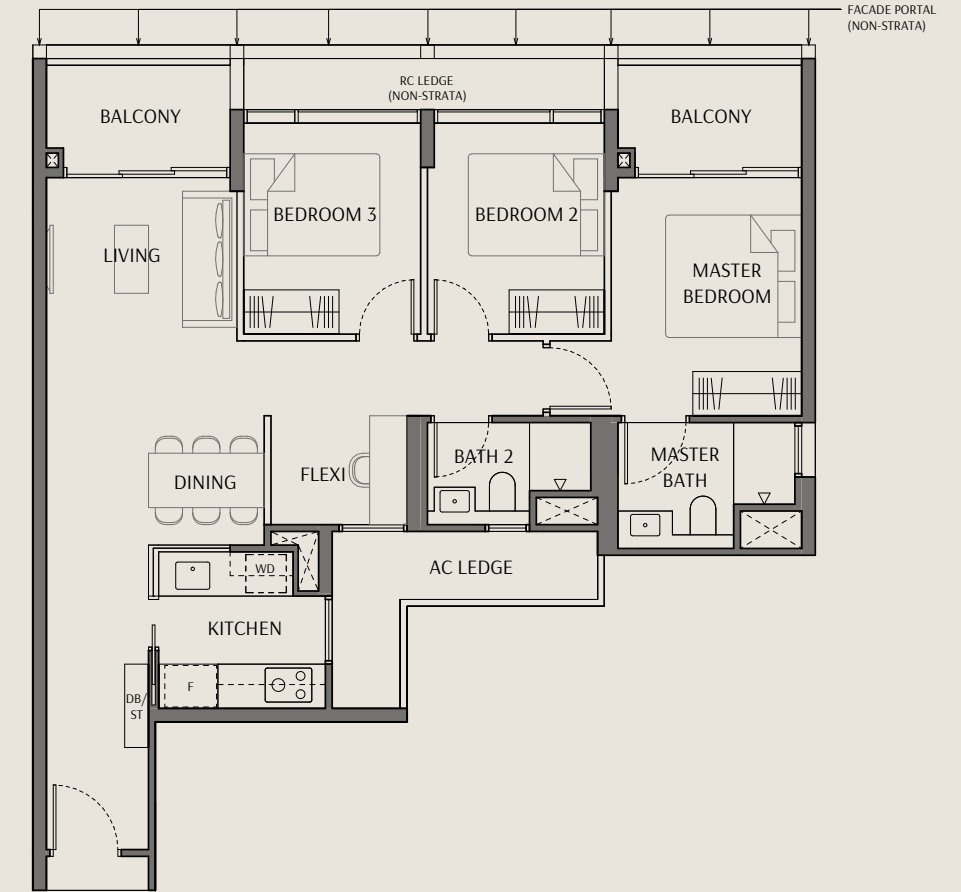 FACADE PORTAL
(NON-STRATA)
RC LEDGE
(NON-STRATA)
BALCONY
BALCONY
BEDROOM 3
BEDROOM 2
LIVING
MASTER
BEDROOM
BATH 2
MASTER
BATH
FLEXI
DINING
WD
AC LEDGE
KITCHEN
F
DB/
ST